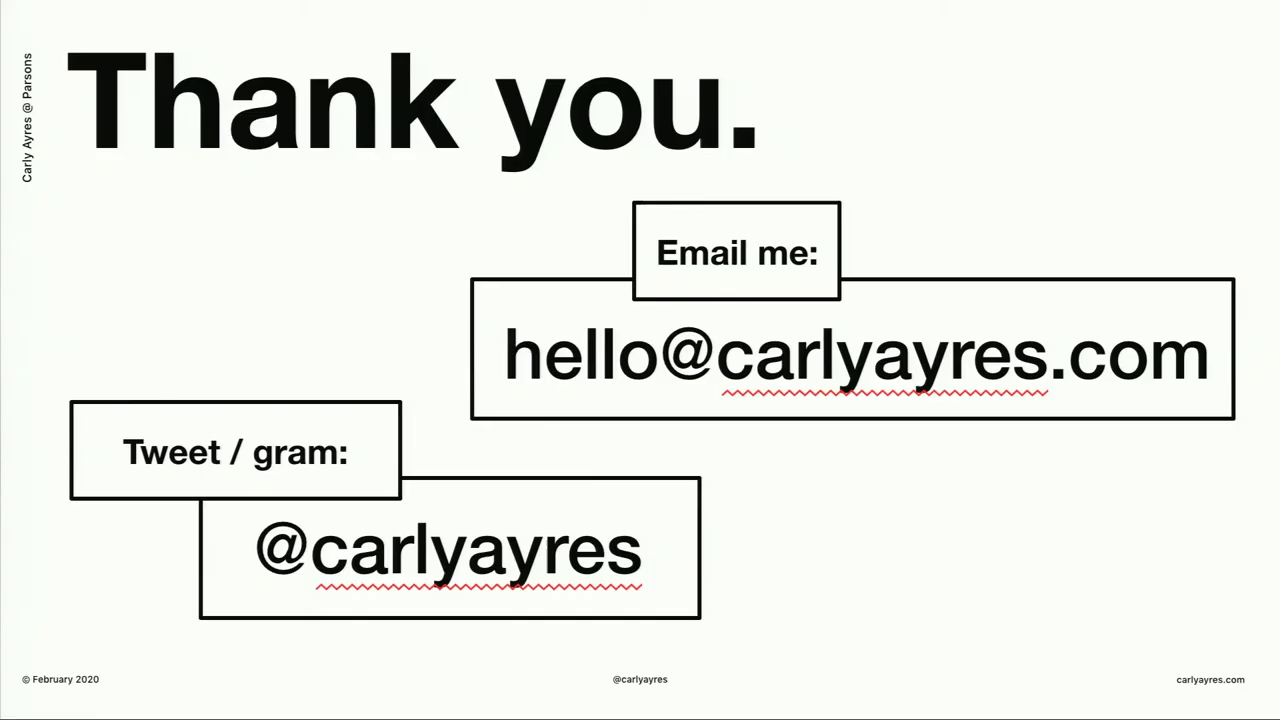 Carly Ayres @ Parsons
Thank you.
Email me:
hello@carlyayres.com
Tweet / gram:
@carlyayres
© February 2020
@carlyayres
carlyayres.com